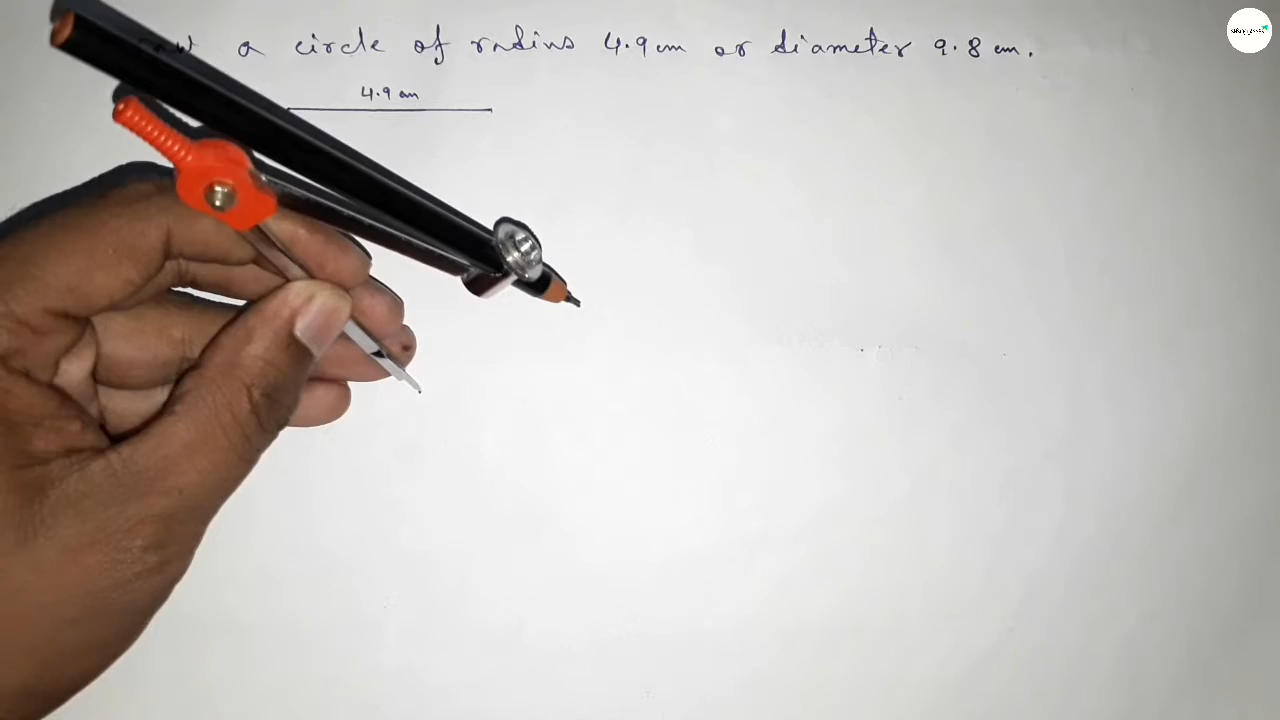 a circle of radius 4.9 cm or diameter 9.8 cm.
4.9 cm